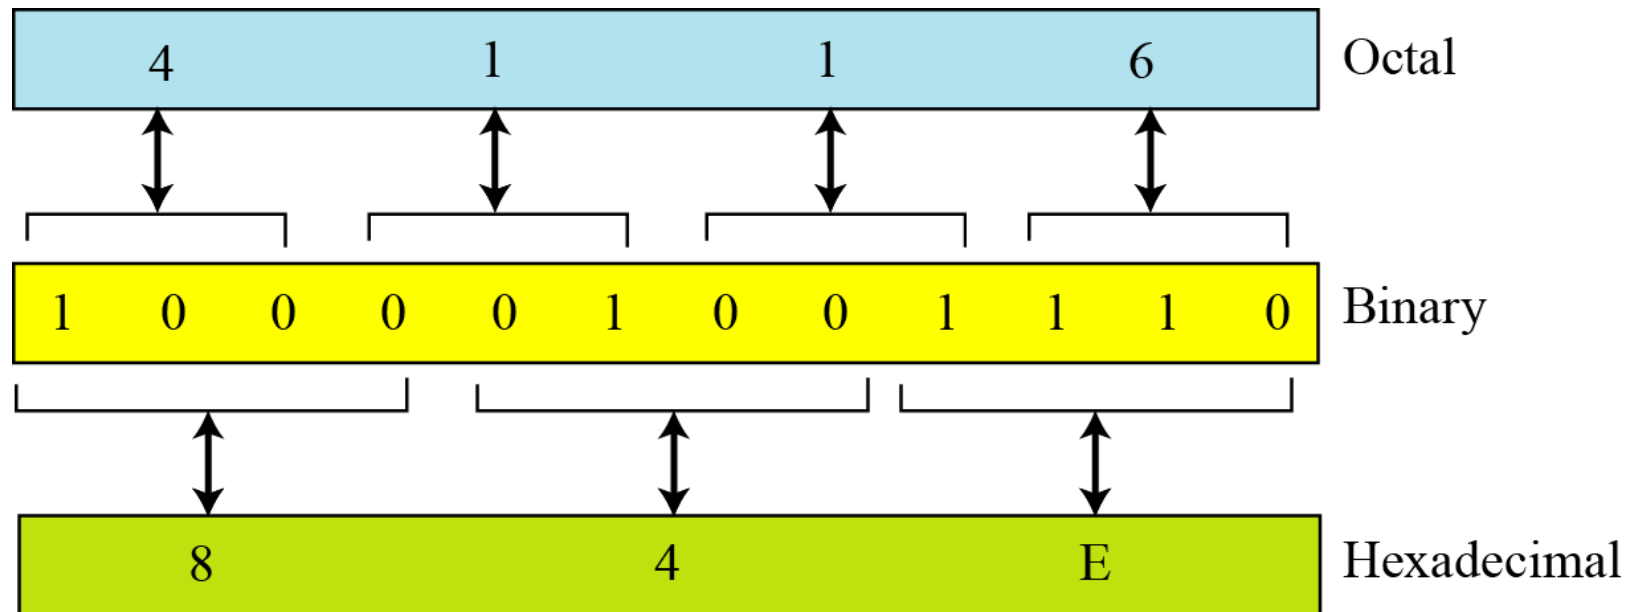 4 1 1 6 Octal
1 0 0 0 0 1 0 0 1 1 1 0 Binary
8 4 E Hexadecimal